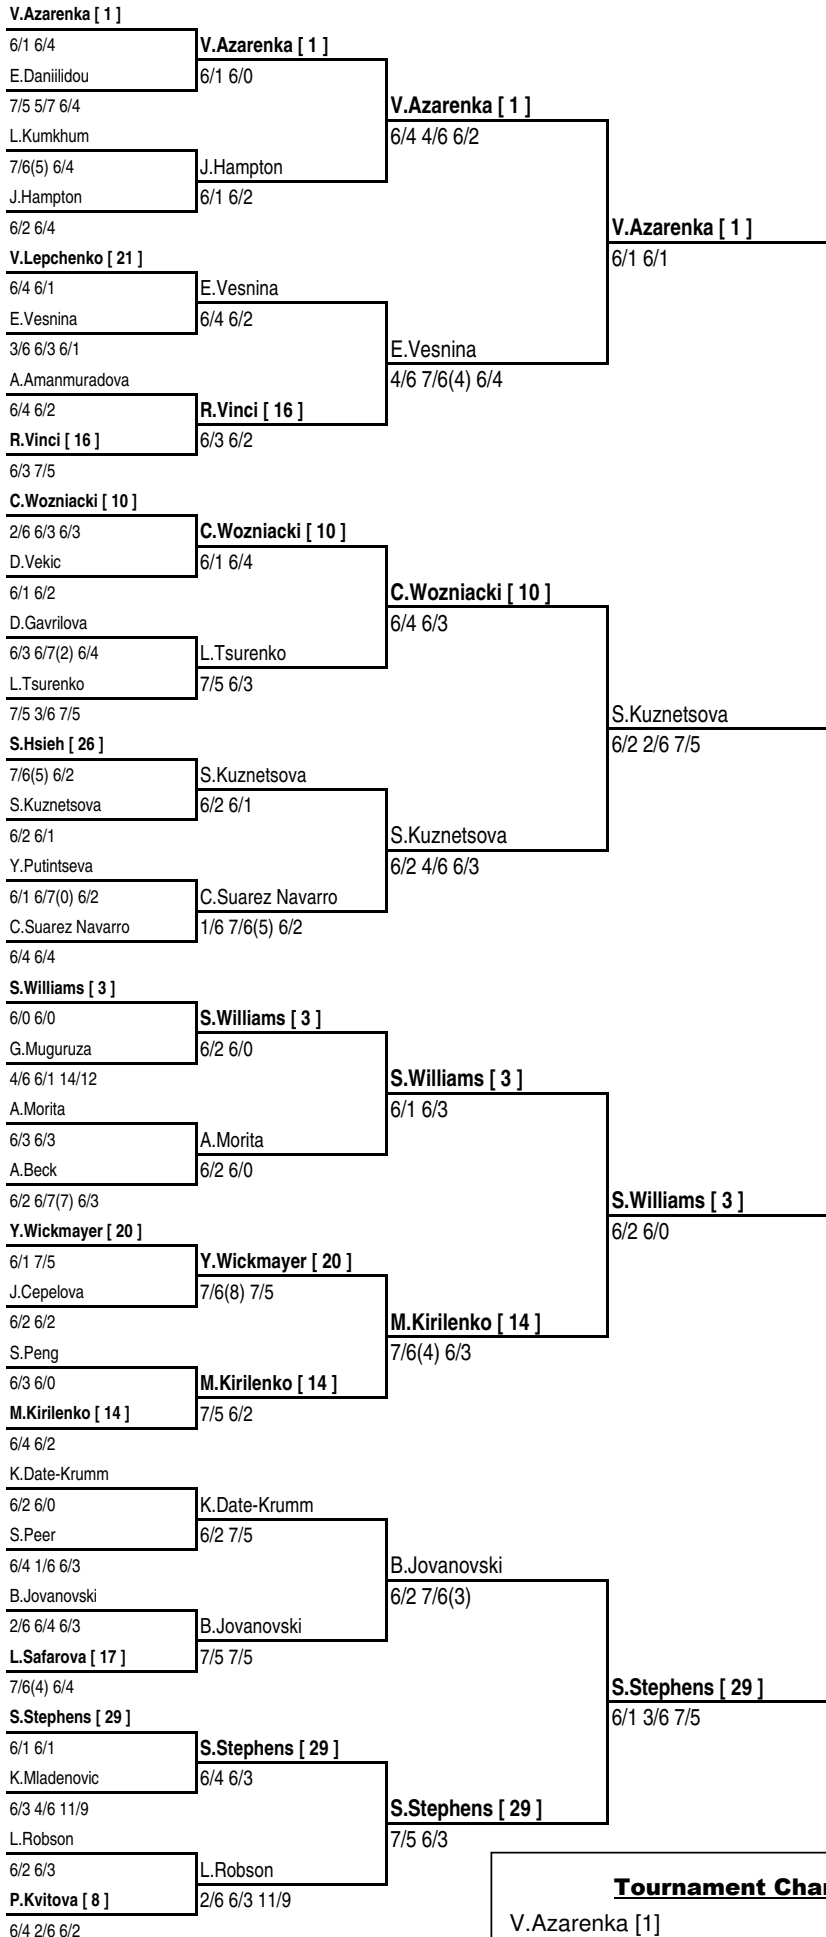 V.Azarenka [ 1 ]
6/1 6/4
E.Daniilidou
7/5 5/7 6/4
L.Kumkhum
7/6(5) 6/4
J.Hampton
6/2 6/4
V.Lepchenko [ 21 ]
6/4 6/1
E.Vesnina
3/6 6/3 6/1
A.Amanmuradova
6/4 6/2
R.Vinci [ 16 ]
6/3 7/5
C.Wozniacki [ 10 ]
2/6 6/3 6/3
D.Vekic
6/1 6/2
D.Gavrilova
6/3 6/7(2) 6/4
L.Tsurenko
7/5 3/6 7/5
S.Hsieh [ 26 ]
7/6(5) 6/2
S.Kuznetsova
6/2 6/1
Y.Putintseva
6/1 6/7(0) 6/2
C.Suarez Navarro
6/4 6/4
S.Williams [ 3 ]
6/0 6/0
G.Muguruza
4/6 6/1 14/12
A.Morita
6/3 6/3
A.Beck
6/2 6/7(7) 6/3
Y.Wickmayer [ 20 ]
6/1 7/5
J.Cepelova
6/2 6/2
S.Peng
6/3 6/0
M.Kirilenko [ 14 ]
6/4 6/2
K.Date-Krumm
6/2 6/0
S.Peer
6/4 1/6 6/3
B.Jovanovski
2/6 6/4 6/3
L.Safarova [ 17 ]
7/6(4) 6/4
S.Stephens [ 29 ]
6/1 6/1
K.Mladenovic
6/3 4/6 11/9
L.Robson
6/2 6/3
P.Kvitova [ 8 ]
6/4 2/6 6/2
V.Azarenka [ 1 ]
6/1 6/0
J.Hampton
6/1 6/2
E.Vesnina
6/4 6/2
R.Vinci [ 16 ]
6/3 6/2
C.Wozniacki [ 10 ]
6/1 6/4
L.Tsurenko
7/5 6/3
S.Kuznetsova
6/2 6/1
C.Suarez Navarro
1/6 7/6(5) 6/2
S.Williams [ 3 ]
6/2 6/0
A.Morita
6/2 6/0
Y.Wickmayer [ 20 ]
7/6(8) 7/5
M.Kirilenko [ 14 ]
7/5 6/2
K.Date-Krumm
6/2 7/5
B.Jovanovski
7/5 7/5
S.Stephens [ 29 ]
6/4 6/3
L.Robson
2/6 6/3 11/9
V.Azarenka [ 1 ]
6/4 4/6 6/2
E.Vesnina
4/6 7/6(4) 6/4
C.Wozniacki [ 10 ]
6/4 6/3
S.Kuznetsova
6/2 4/6 6/3
S.Williams [ 3 ]
6/1 6/3
M.Kirilenko [ 14 ]
7/6(4) 6/3
B.Jovanovski
6/2 7/6(3)
S.Stephens [ 29 ]
7/5 6/3
V.Azarenka [ 1 ]
6/1 6/1
S.Kuznetsova
6/2 2/6 7/5
S.Williams [ 3 ]
6/2 6/0
S.Stephens [ 29 ]
6/1 3/6 7/5
Tournament Char
V.Azarenka [1]